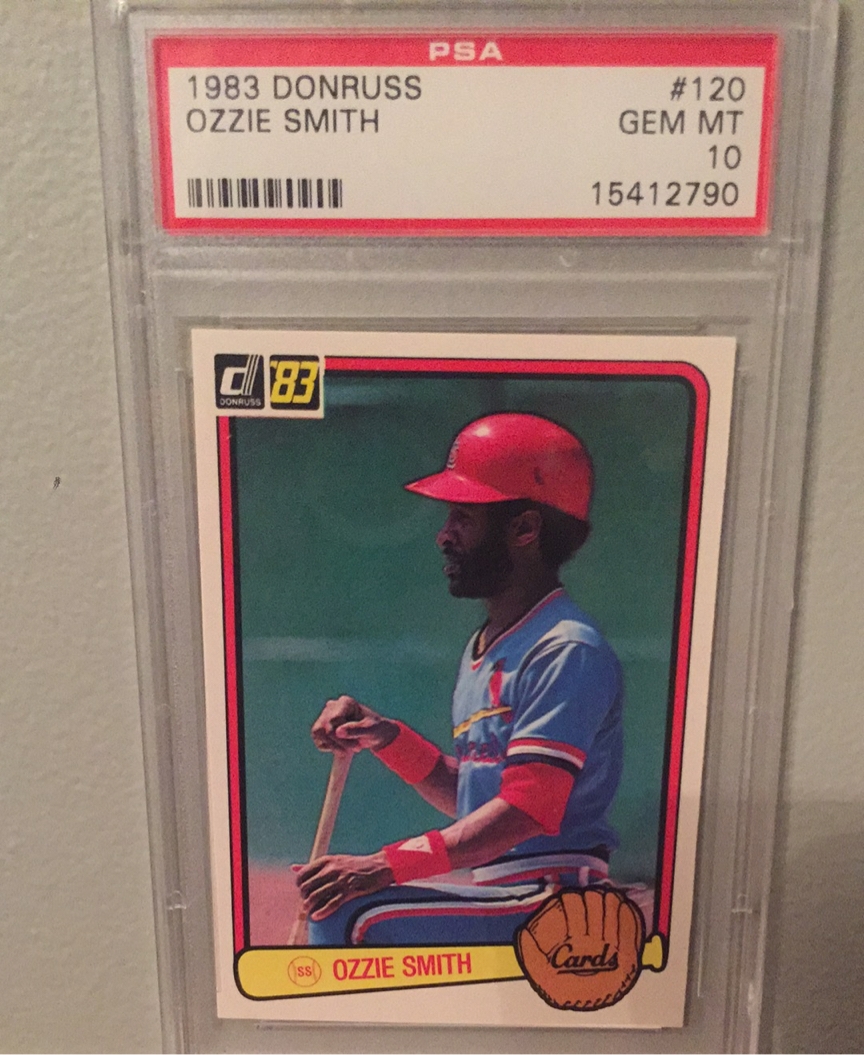 PSA
1983 DONRUSS #120
OZZIE SMITH GEM MT
10
15412790
d '83
DONRUSS
SS OZZIE SMITH
Cards